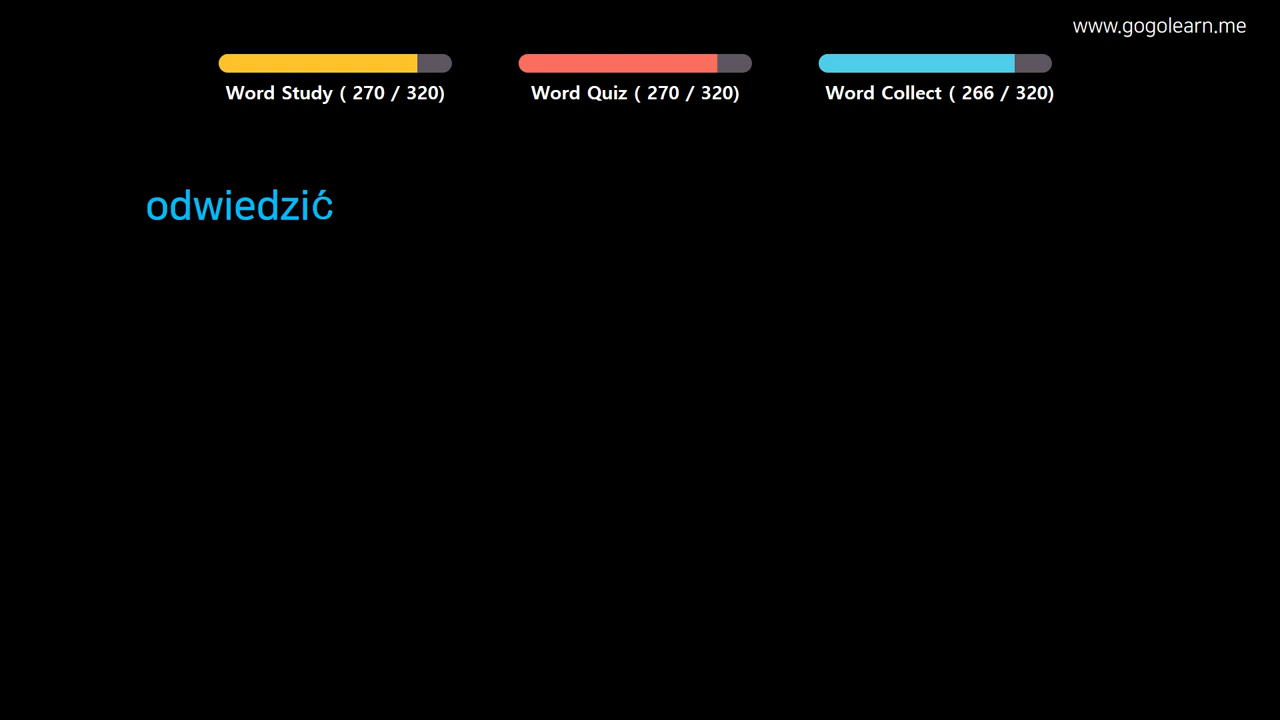 www.gogolearn.me
Word Study ( 270 / 320)
Word Quiz ( 270 / 320)
Word Collect ( 266 / 320)
odwiedzić